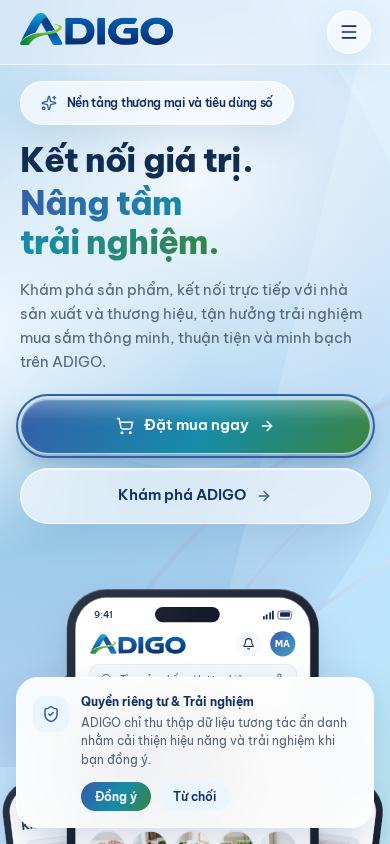 ADIGO
Nền tảng thương mại và tiêu dùng số
Kết nối giá trị.
Nâng tầm
trải nghiệm.
Khám phá sản phẩm, kết nối trực tiếp với nhà
sản xuất và thương hiệu, tận hưởng trải nghiệm
mua sắm thông minh, thuận tiện và minh bạch
trên ADIGO.
Đặt mua ngay
Khám phá ADIGO
9:41
ADIGO
MA
Quyền riêng tư & Trải nghiệm
ADIGO chỉ thu thập dữ liệu tương tác ẩn danh
nhằm cải thiện hiệu năng và trải nghiệm khi
bạn đồng ý.
Đồng ý
Từ chối